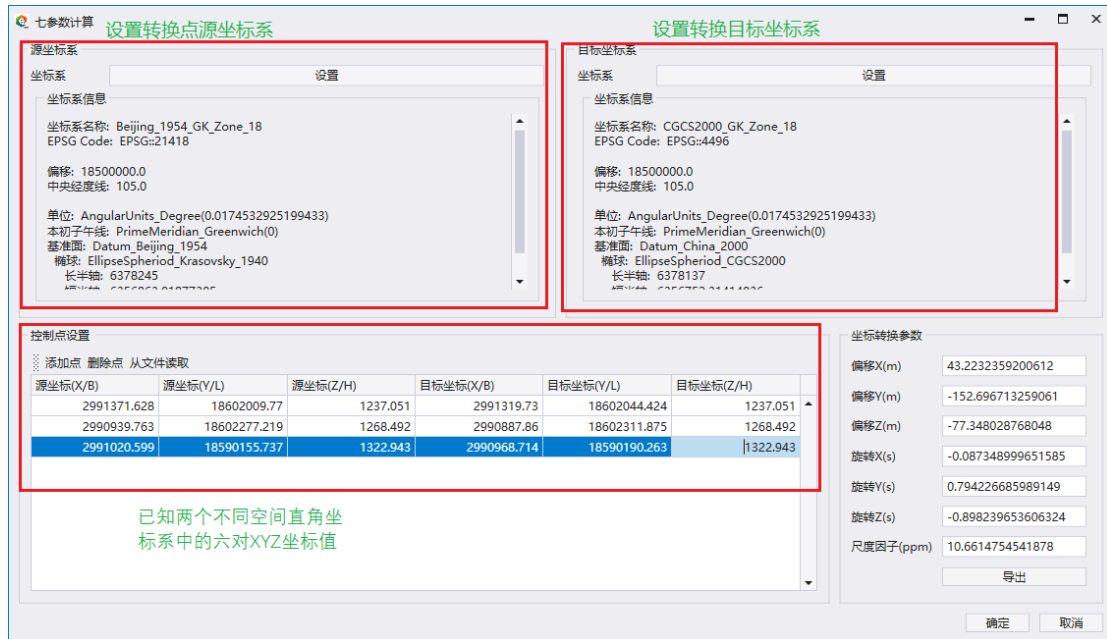 七参数计算
设置转换点源坐标系
设置转换目标坐标系
源坐标系
坐标系
设置
坐标系信息
坐标系名称: Beijing_1954_GK_Zone_18
EPSG Code: EPSG::21418
偏移: 18500000.0
中央经度线: 105.0
单位: AngularUnits_Degree(0.0174532925199433)
本初子午线: PrimeMeridian_Greenwich(0)
基准面: Datum_Beijing_1954
椭球: EllipseSpheriod_Krasovsky_1940
长半轴: 6378245
目标坐标系
坐标系
设置
坐标系信息
坐标系名称: CGCS2000_GK_Zone_18
EPSG Code: EPSG::4496
偏移: 18500000.0
中央经度线: 105.0
单位: AngularUnits_Degree(0.0174532925199433)
本初子午线: PrimeMeridian_Greenwich(0)
基准面: Datum_China_2000
椭球: EllipseSpheriod_CGCS2000
长半轴: 6378137
控制点设置
添加点 删除点 从文件读取
源坐标(X/B) 源坐标(Y/L) 源坐标(Z/H) 目标坐标(X/B) 目标坐标(Y/L) 目标坐标(Z/H)
2991371.628 18602009.77 1237.051 2991319.73 18602044.424 1237.051
2990939.763 18602277.219 1268.492 2990887.86 18602311.875 1268.492
2991020.599 18590155.737 1322.943 2990968.714 18590190.263 1322.943
已知两个不同空间直角坐
标系中的六对XYZ坐标值
坐标转换参数
偏移X(m) 43.2232359200612
偏移Y(m) -152.696713259061
偏移Z(m) -77.348028768048
旋转X(s) -0.087348999651585
旋转Y(s) 0.794226685989149
旋转Z(s) -0.898239653606324
尺度因子(ppm) 10.6614754541878
导出
确定 取消